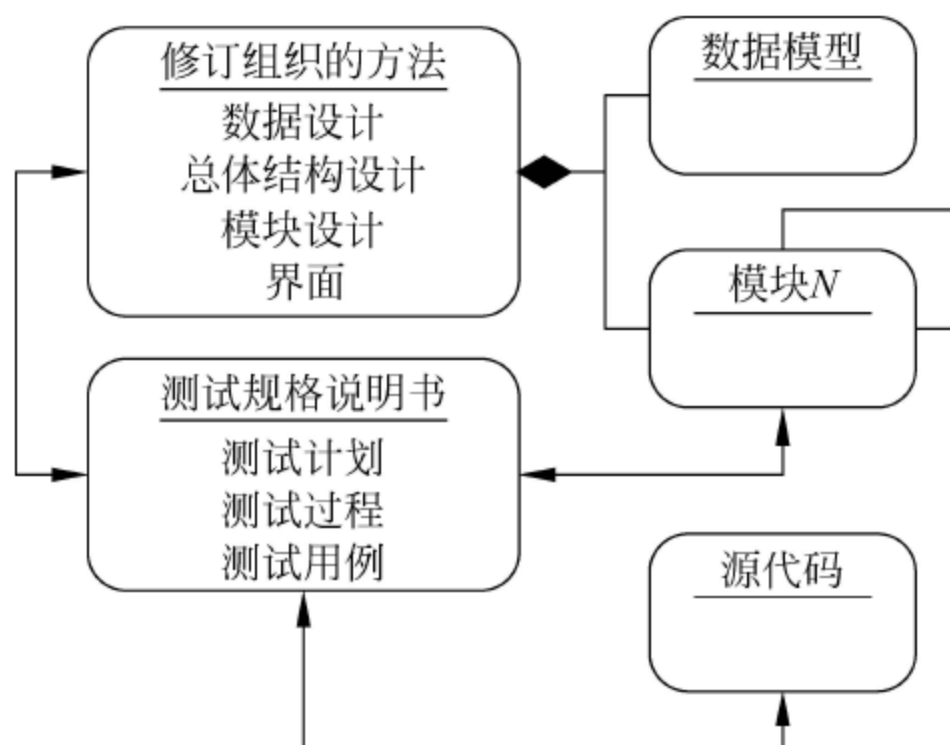 修订组织的方法
数据设计
总体结构设计
模块设计
界面
数据模型
模块N
测试规格说明书
测试计划
测试过程
测试用例
源代码